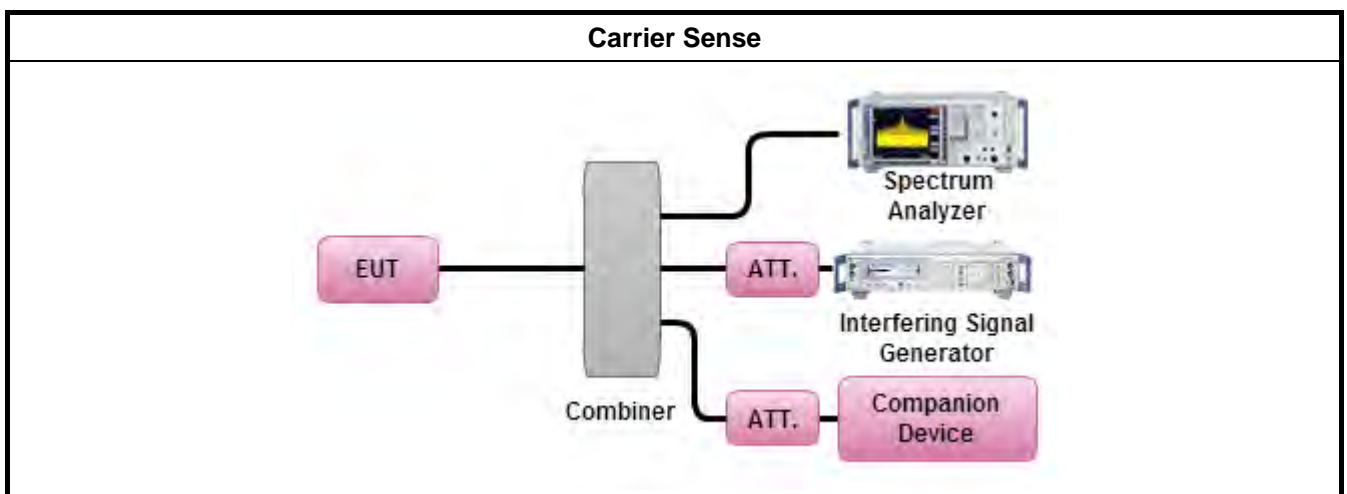 Carrier Sense
Spectrum
Analyzer
EUT
ATT.
Interfering Signal
Generator
Combiner
ATT.
Companion
Device